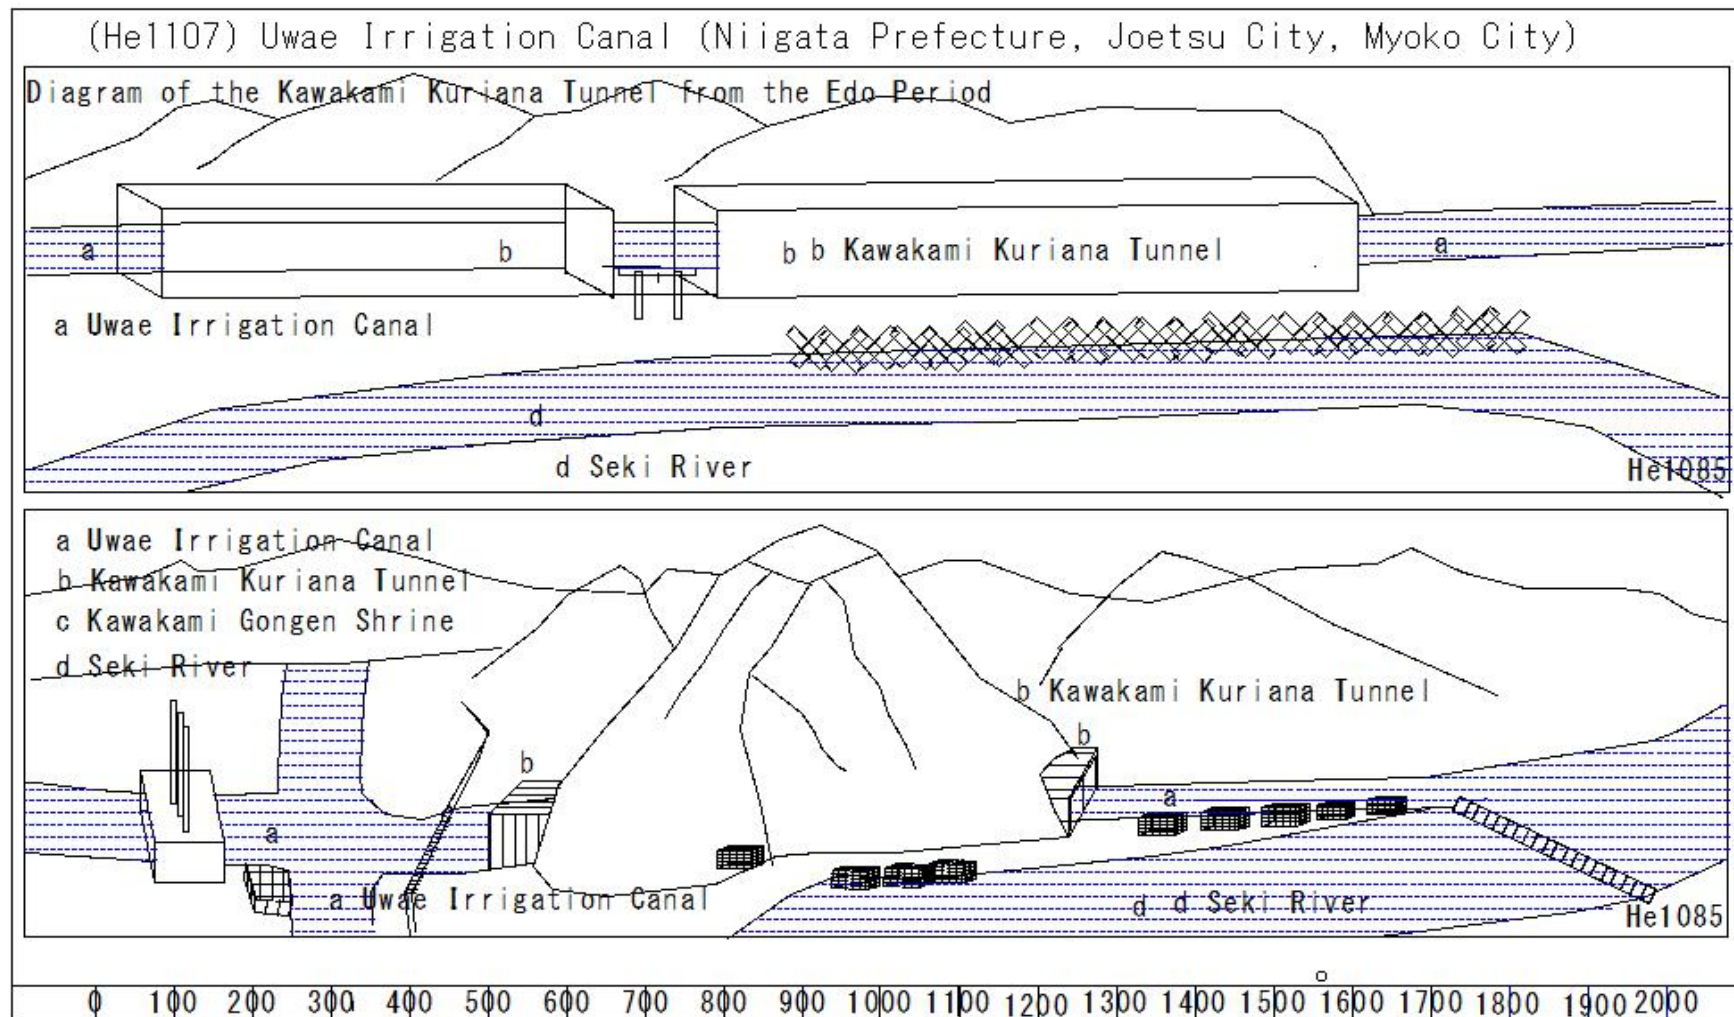 (He1107) Uwae Irrigation Canal (Niigata Prefecture, Joetsu City, Myoko City)
Diagram of the Kawakami Kuriana Tunnel from the Edo Period
a
b
b b Kawakami Kuriana Tunnel
a
a Uwae Irrigation Canal
d
d Seki River
He1085
a Uwae Irrigation Canal
b Kawakami Kuriana Tunnel
c Kawakami Gongen Shrine
d Seki River
b Kawakami Kuriana Tunnel
b
b
a
a
a Uwae Irrigation Canal
d d Seki River
He1085
0 100 200 300 400 500 600 700 800 900 1000 1100 1200 1300 1400 1500 1600 1700 1800 1900 2000